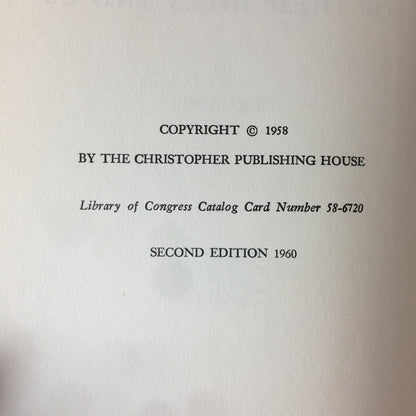 COPYRIGHT © 1958
BY THE CHRISTOPHER PUBLISHING HOUSE
Library of Congress Catalog Card Number 58-6720
SECOND EDITION 1960